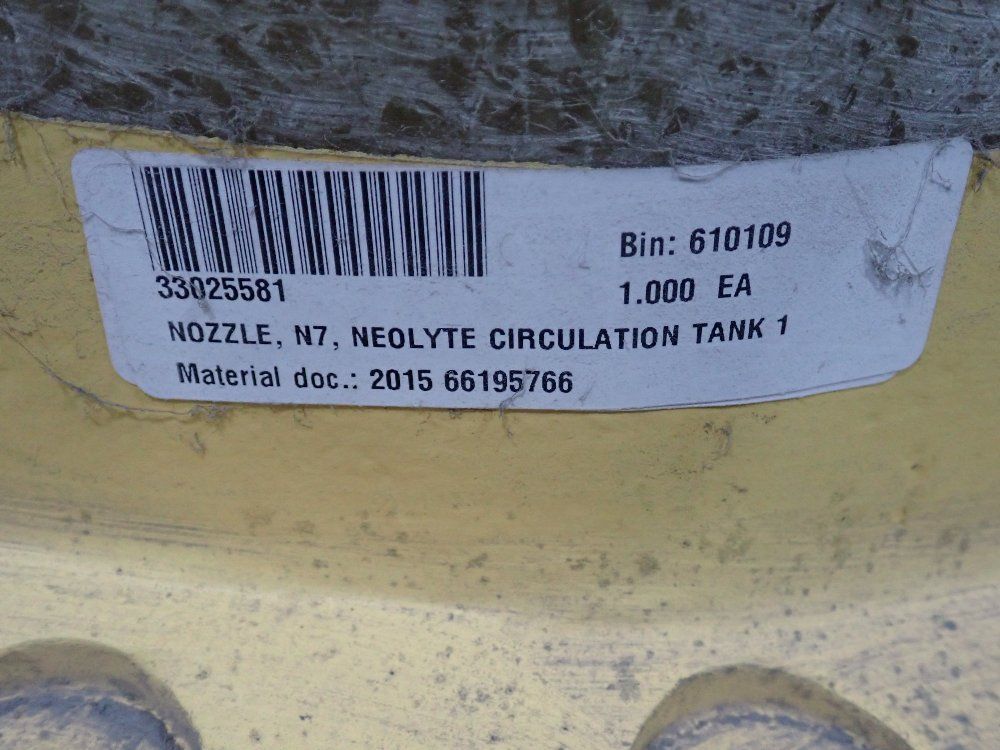 33025581
Bin: 610109
1.000 EA
NOZZLE, N7, NEOLYTE CIRCULATION TANK 1
Material doc.: 2015 66195766